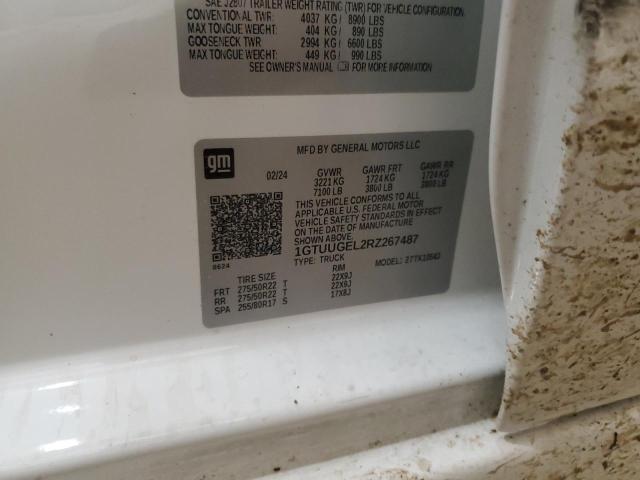 SAE J2807 TRAILER WEIGHT RATING (TWR) FOR VEHICLE CONFIGURATION.
CONVENTIONAL TWR: 4037 KG/ 8900 LBS
MAX TONGUE WEIGHT: 404 KG / 890 LBS
GOOSENECK TWR 2994 KG/ 6600 LBS
MAX TONGUE WEIGHT: 449 KG/ 990 LBS
SEE OWNER'S MANUAL FOR MORE INFORMATION
gm
MFD BY GENERAL MOTORS LLC
02/24 GVWR GAWR FRT GAWR RR
3221 KG 1724 KG 1724 KG
7100 LB 3800 LB 3800 LB
THIS VEHICLE CONFORMS TO ALL
APPLICABLE U.S. FEDERAL MOTOR
VEHICLE SAFETY STANDARDS IN EFFECT
ON THE DATE OF MANUFACTURE SHOWN ABOVE.
1GTUUGEL2RZ267487
8624
TYPE: TRUCK MODEL:
TIRE SIZE RIM
FRT 275/50R22 T 22X9J
RR 275/50R22 T 22X9J
SPA 255/80R17 S 17X8J